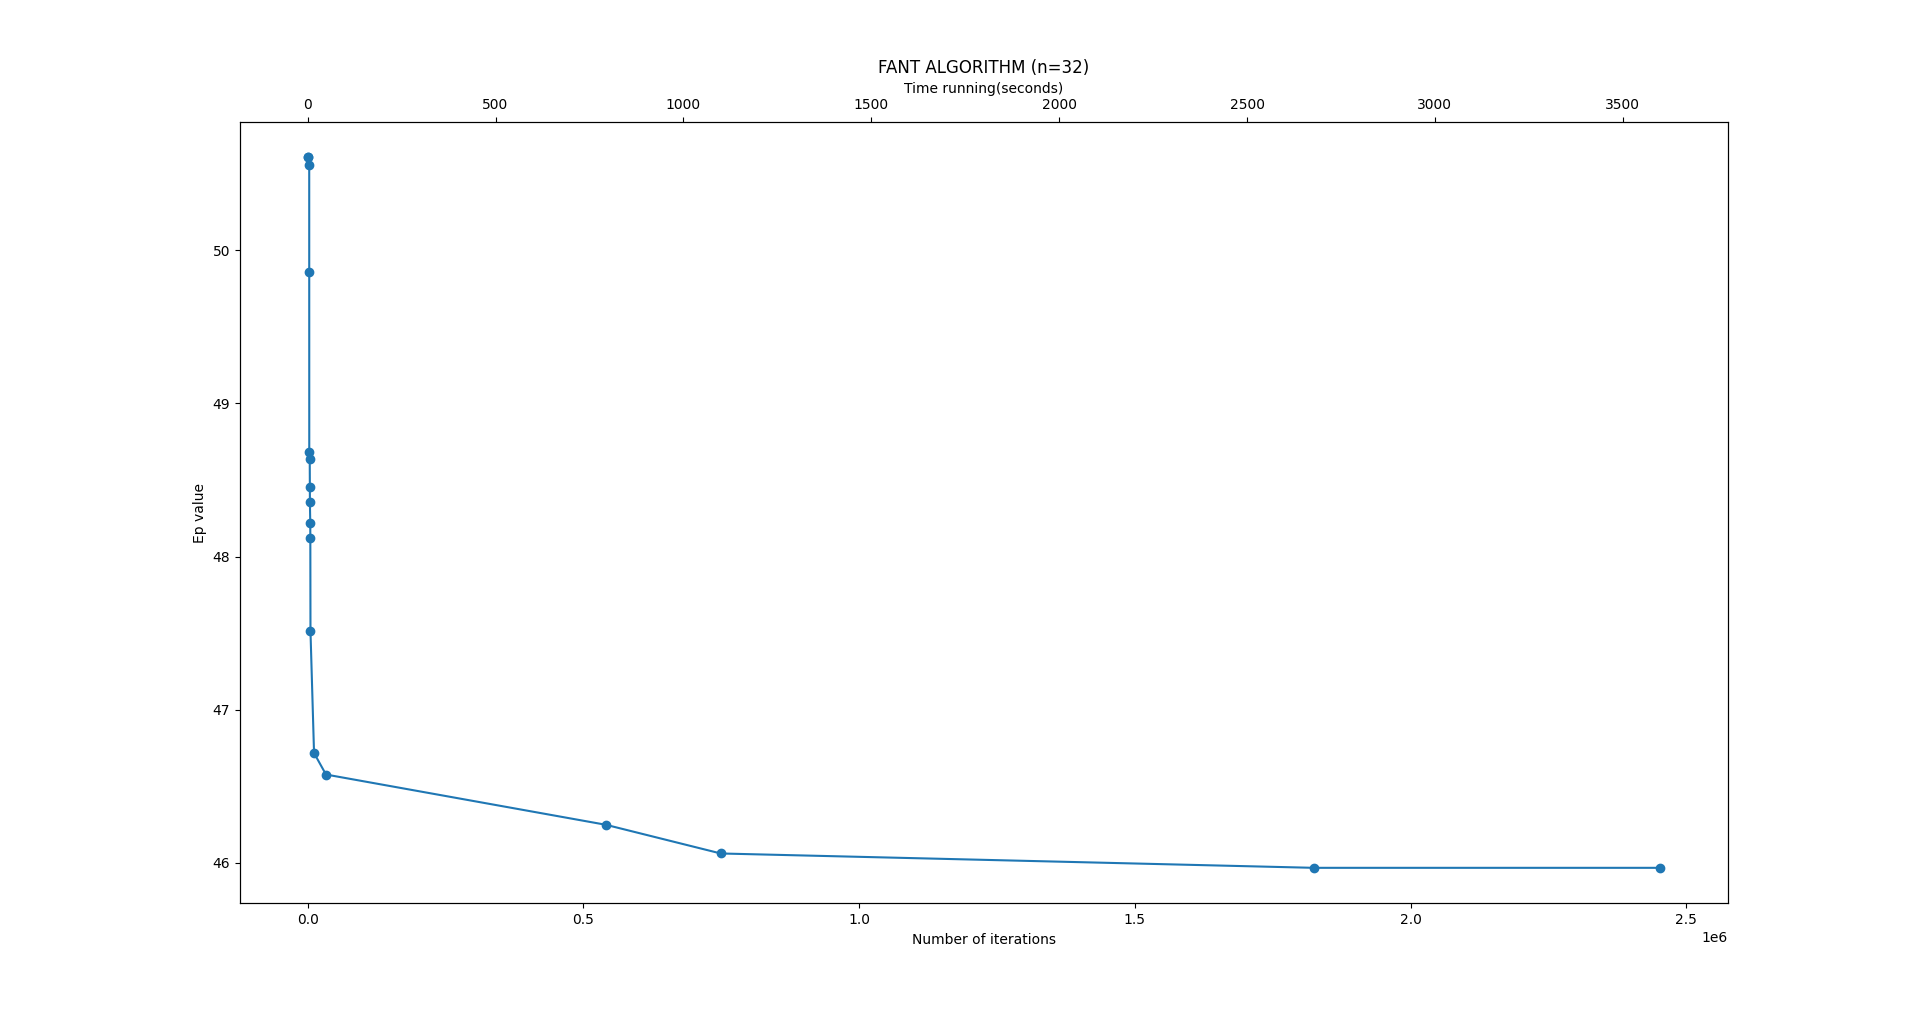 FANT ALGORITHM (n=32)
Time running(seconds)
0 500 1000 1500 2000 2500 3000 3500
50
49
48
47
46
Ep value
0.0 0.5 1.0 1.5 2.0 2.5
1e6
Number of iterations